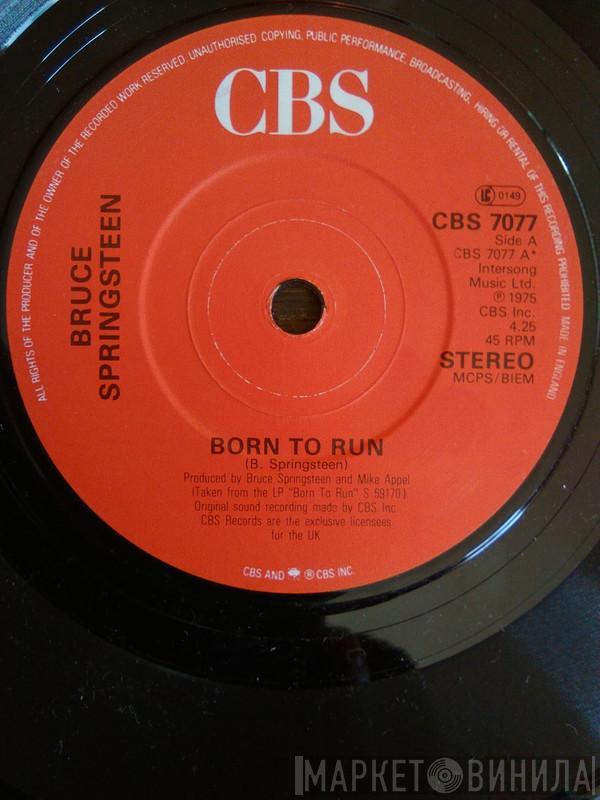 ALL RIGHTS OF THE PRODUCER AND OF THE OWNER OF THE RECORDED WORK RESERVED. UNAUTHORISED COPYING, PUBLIC PERFORMANCE, BROADCASTING, HIRING OR RENTAL OF THIS RECORDING PROHIBITED. MADE IN ENGLAND
CBS
BRUCE
SPRINGSTEEN
LC 0149
CBS 7077
Side A
CBS 7077 A*
Intersong
Music Ltd.
℗ 1975
CBS Inc.
4.25
45 RPM
STEREO
MCPS/BIEM
BORN TO RUN
(B. Springsteen)
Produced by Bruce Springsteen and Mike Appel
(Taken from the LP "Born To Run" S 69170)
Original sound recording made by CBS Inc.
CBS Records are the exclusive licensees
for the UK
CBS AND ® CBS INC.
МАРКЕТ ВИНИЛА